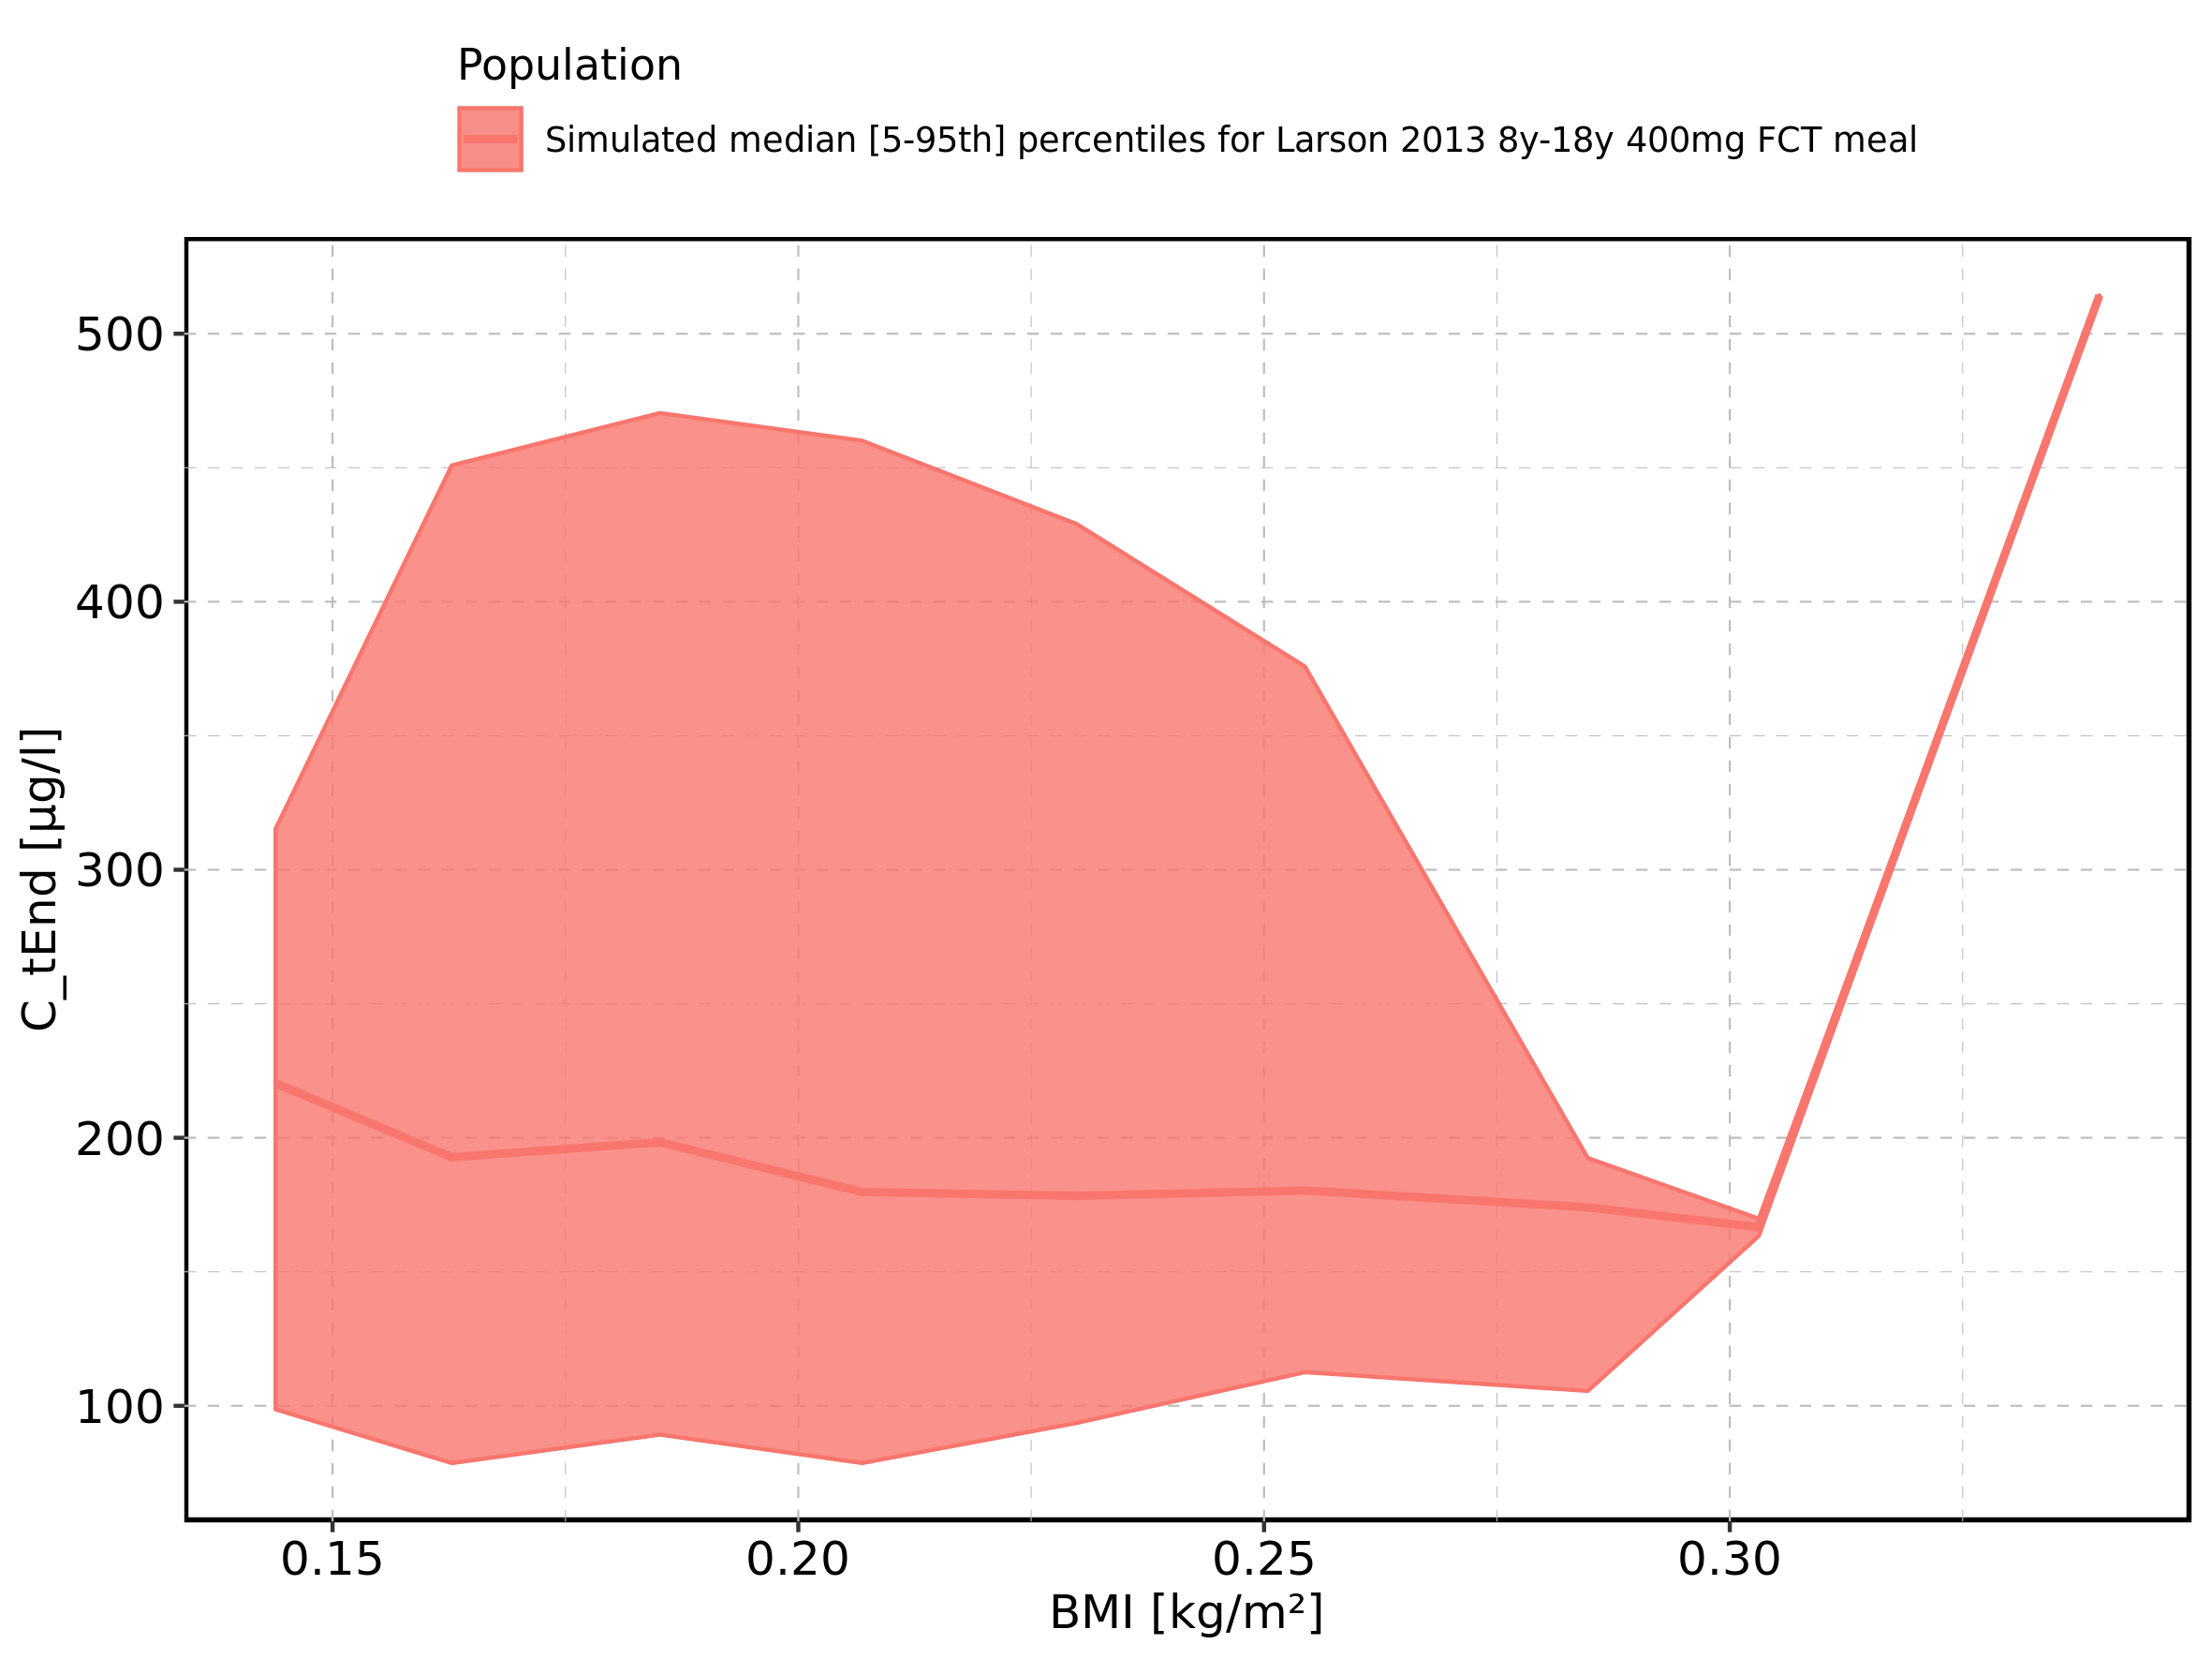 Population
Simulated median [5-95th] percentiles for Larson 2013 8y-18y 400mg FCT meal
C_tEnd [µg/l]
500
400
300
200
100
0.15 0.20 0.25 0.30
BMI [kg/m²]